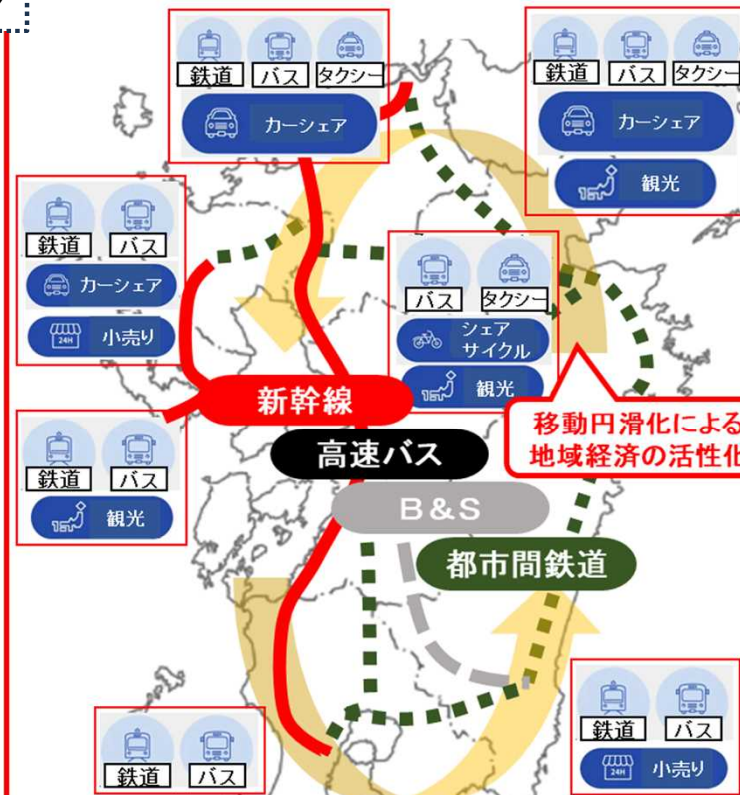 鉄道 バス タクシー
カーシェア
鉄道 バス タクシー
カーシェア
観光
鉄道 バス
カーシェア
24H 小売り
バス タクシー
シェア
サイクル
観光
新幹線
移動円滑化による
地域経済の活性化
高速バス
鉄道 バス
観光
B&S
都市間鉄道
鉄道 バス
鉄道 バス
24H 小売り